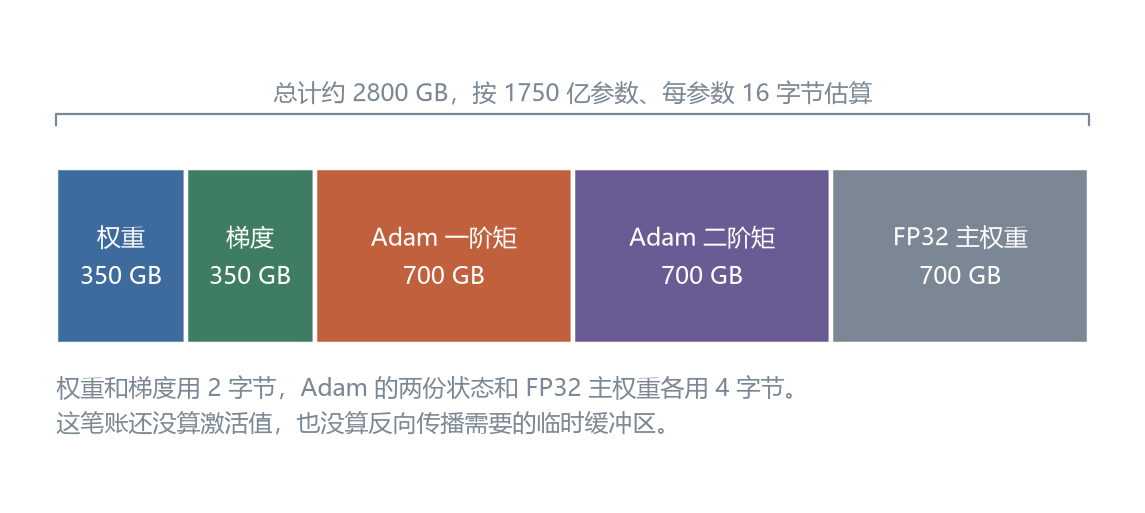 总计约 2800 GB，按 1750 亿参数、每参数 16 字节估算
权重
350 GB
梯度
350 GB
Adam 一阶矩
700 GB
Adam 二阶矩
700 GB
FP32 主权重
700 GB
权重和梯度用 2 字节，Adam 的两份状态和 FP32 主权重各用 4 字节。
这笔账还没算激活值，也没算反向传播需要的临时缓冲区。